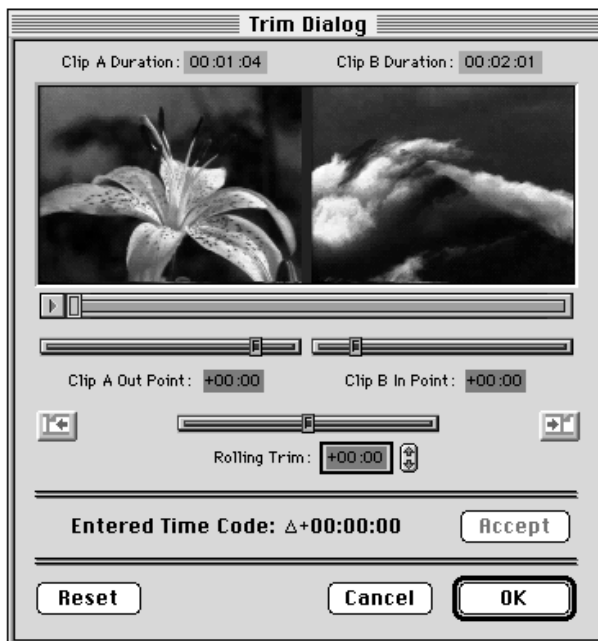 Trim Dialog
Clip A Duration: 00:01:04 Clip B Duration: 00:02:01
Clip A Out Point: +00:00 Clip B In Point: +00:00
Rolling Trim: +00:00
Entered Time Code: Δ+00:00:00 Accept
Reset Cancel OK